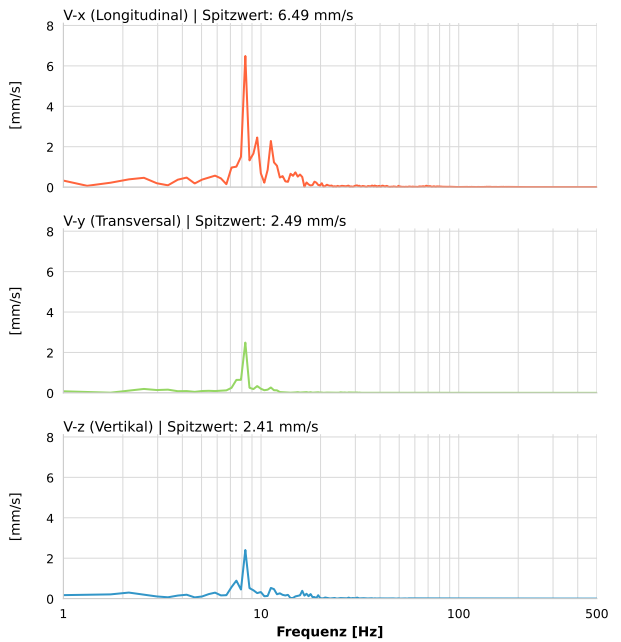 V-x (Longitudinal) | Spitzwert: 6.49 mm/s
8
6
4
2
0
[mm/s]
V-y (Transversal) | Spitzwert: 2.49 mm/s
8
6
4
2
0
[mm/s]
V-z (Vertikal) | Spitzwert: 2.41 mm/s
8
6
4
2
0
[mm/s]
1 10 100 500
Frequenz [Hz]